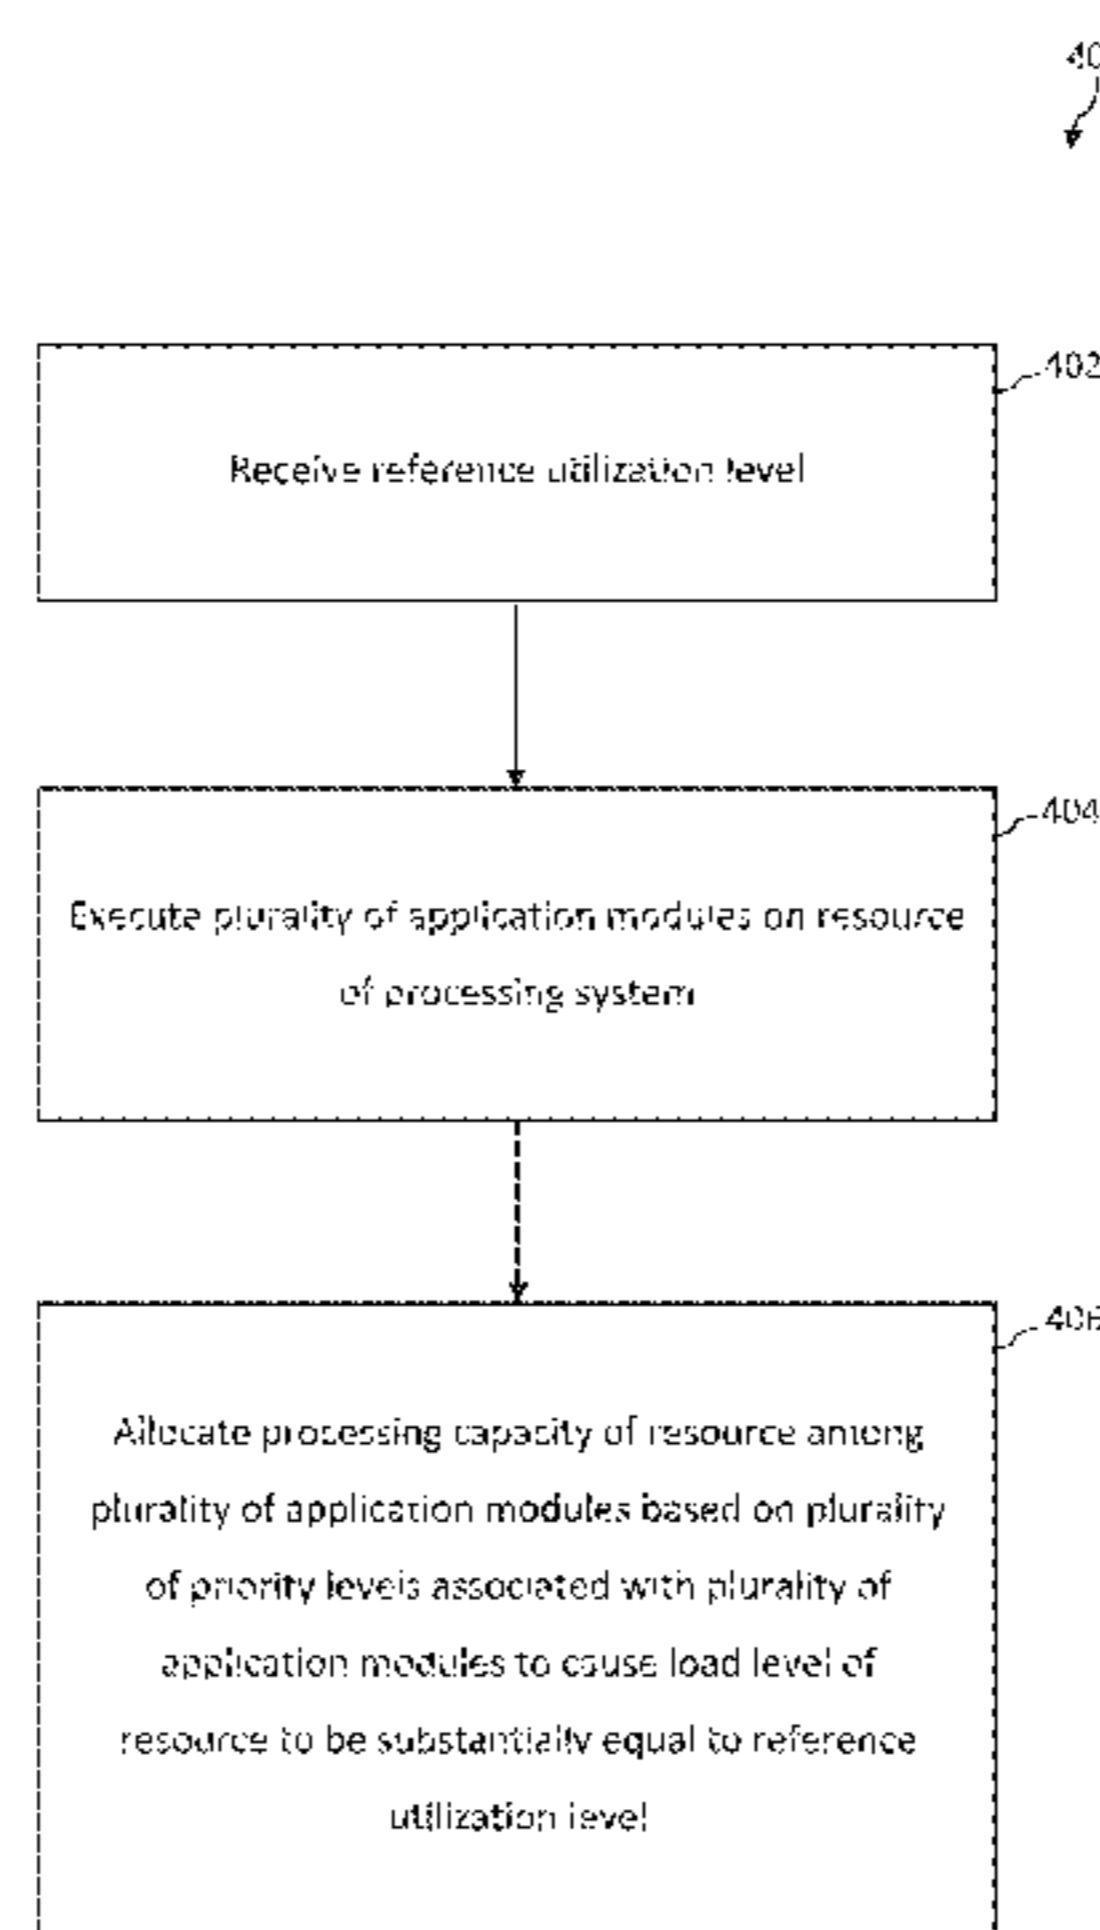 40
402
Receive reference utilization level
404
Execute plurality of application modules on resource
of processing system
406
Allocate processing capacity of resource among
plurality of application modules based on plurality
of priority levels associated with plurality of
application modules to cause load level of
resource to be substantially equal to reference
utilization level